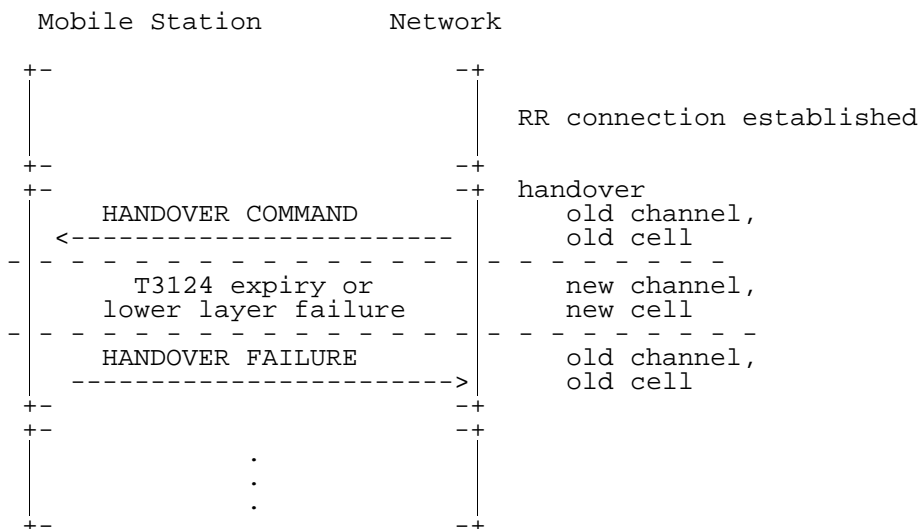 Mobile Station Network
RR connection established
handover
HANDOVER COMMAND old channel,
<------------------------ old cell
T3124 expiry or new channel,
lower layer failure new cell
HANDOVER FAILURE old channel,
------------------------> old cell
.
.
.